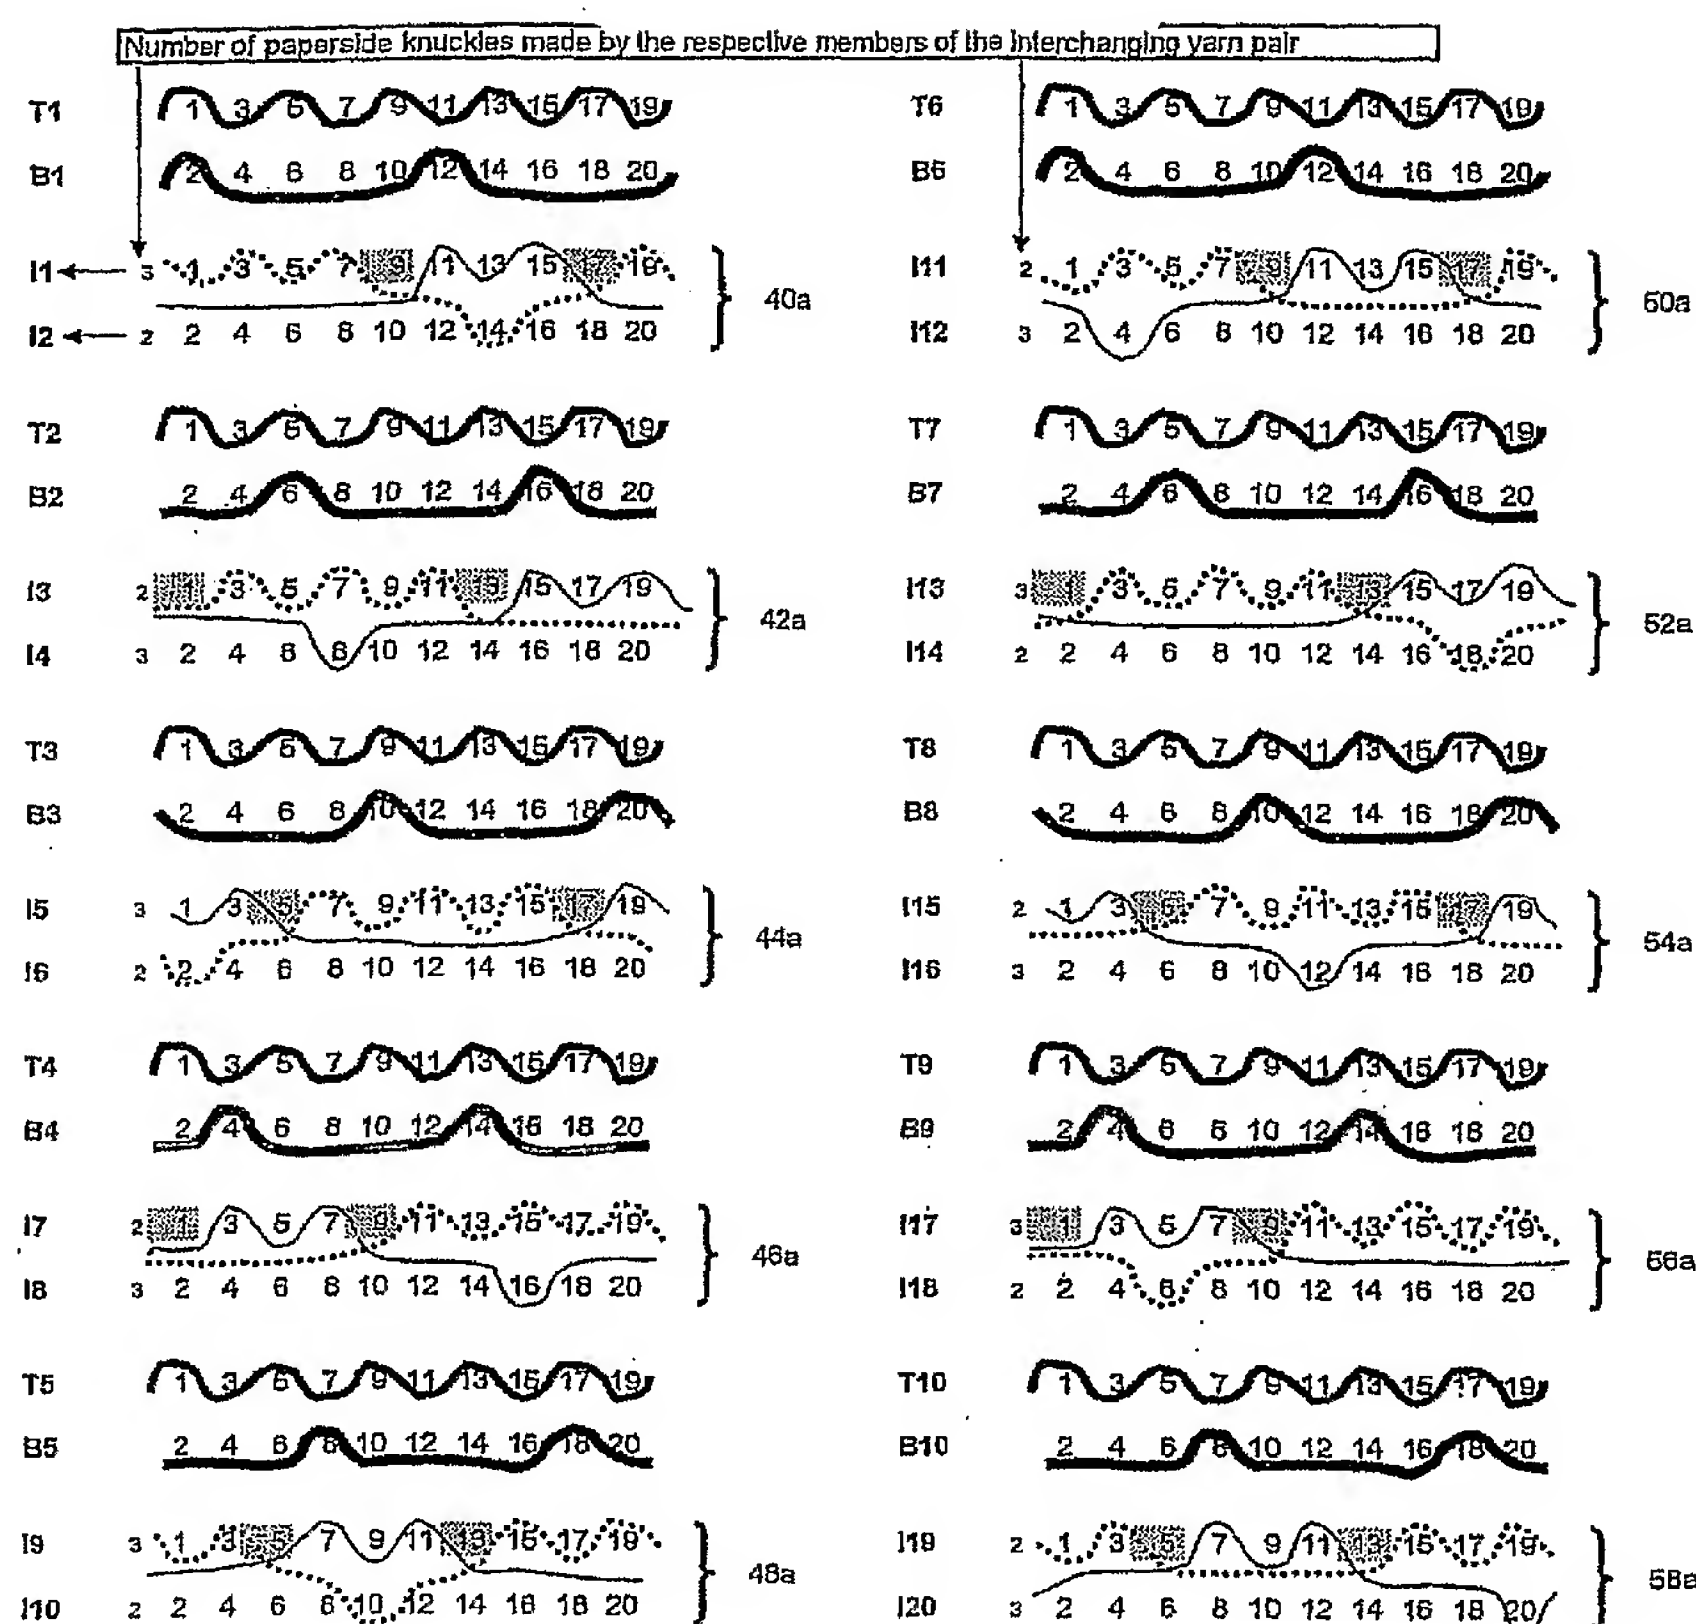 Number of paperside knuckles made by the respective members of the interchanging yarn pair
T1 1 3 5 7 9 11 13 15 17 19 T6 1 3 5 7 9 11 13 15 17 19
B1 2 4 6 8 10 12 14 16 18 20 B6 2 4 6 8 10 12 14 16 18 20
I1 3 1 3 5 7 9 11 13 15 17 19 I11 2 1 3 5 7 9 11 13 15 17 19
40a 50a
I2 2 2 4 6 8 10 12 14 16 18 20 I12 3 2 4 6 8 10 12 14 16 18 20
T2 1 3 5 7 9 11 13 15 17 19 T7 1 3 5 7 9 11 13 15 17 19
B2 2 4 6 8 10 12 14 16 18 20 B7 2 4 6 8 10 12 14 16 18 20
I3 2 1 3 5 7 9 11 13 15 17 19 I13 3 1 3 5 7 9 11 13 15 17 19
42a 52a
I4 3 2 4 6 8 10 12 14 16 18 20 I14 2 2 4 6 8 10 12 14 16 18 20
T3 1 3 5 7 9 11 13 15 17 19 T8 1 3 5 7 9 11 13 15 17 19
B3 2 4 6 8 10 12 14 16 18 20 B8 2 4 6 8 10 12 14 16 18 20
I5 3 1 3 5 7 9 11 13 15 17 19 I15 2 1 3 5 7 9 11 13 15 17 19
44a 54a
I6 2 2 4 6 8 10 12 14 16 18 20 I16 3 2 4 6 8 10 12 14 16 18 20
T4 1 3 5 7 9 11 13 15 17 19 T9 1 3 5 7 9 11 13 15 17 19
B4 2 4 6 8 10 12 14 16 18 20 B9 2 4 6 8 10 12 14 16 18 20
I7 2 1 3 5 7 9 11 13 15 17 19 I17 3 1 3 5 7 9 11 13 15 17 19
46a 56a
I8 3 2 4 6 8 10 12 14 16 18 20 I18 2 2 4 6 8 10 12 14 16 18 20
T5 1 3 5 7 9 11 13 15 17 19 T10 1 3 5 7 9 11 13 15 17 19
B5 2 4 6 8 10 12 14 16 18 20 B10 2 4 6 8 10 12 14 16 18 20
I9 3 1 3 5 7 9 11 13 15 17 19 I19 2 1 3 5 7 9 11 13 15 17 19
48a 58a
I10 2 2 4 6 8 10 12 14 16 18 20 I20 3 2 4 6 8 10 12 14 16 18 20